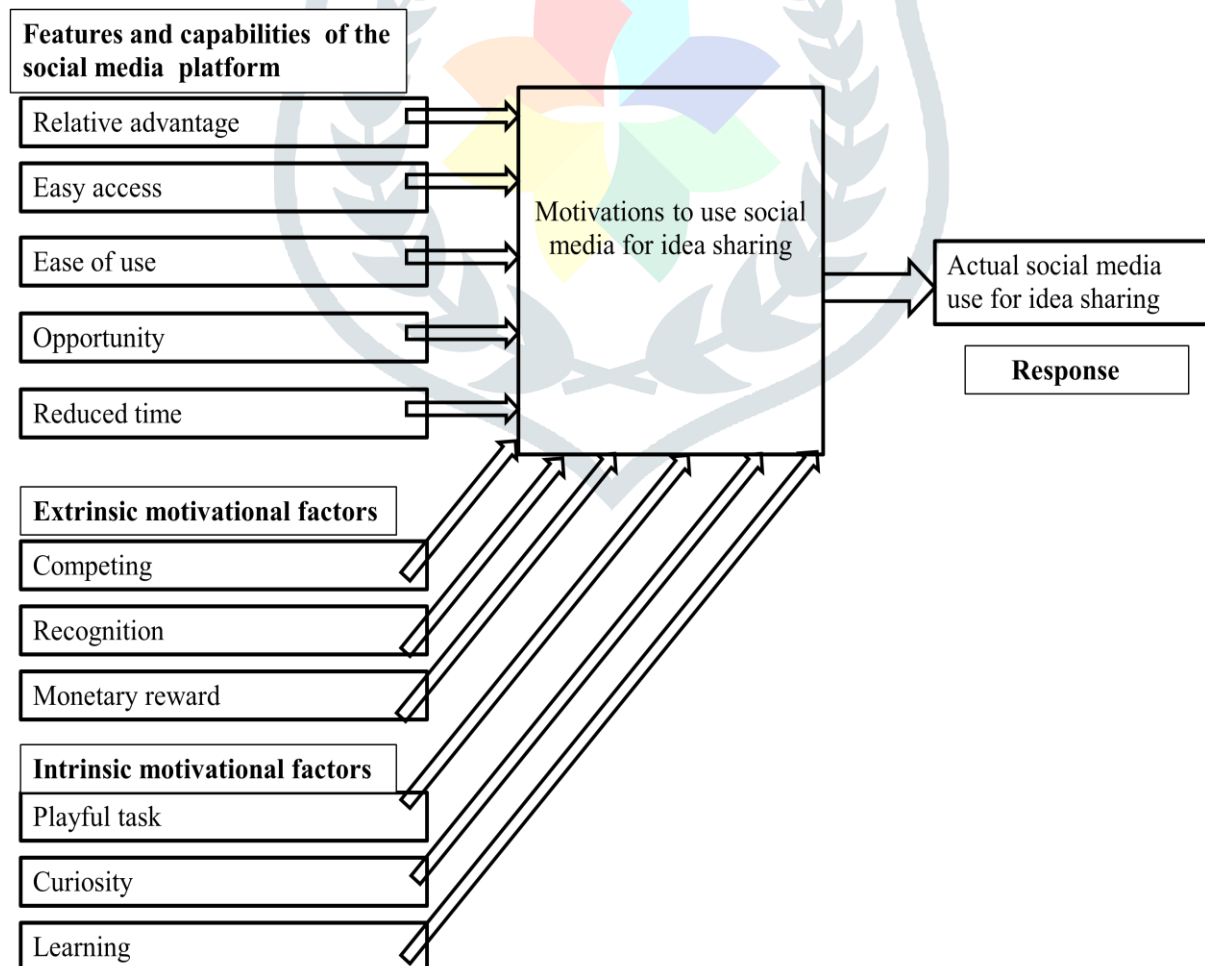 Features and capabilities of the
social media platform
Relative advantage
Easy access
Ease of use
Opportunity
Reduced time
Extrinsic motivational factors
Competing
Recognition
Monetary reward
Intrinsic motivational factors
Playful task
Curiosity
Learning
Motivations to use social
media for idea sharing
Actual social media
use for idea sharing
Response